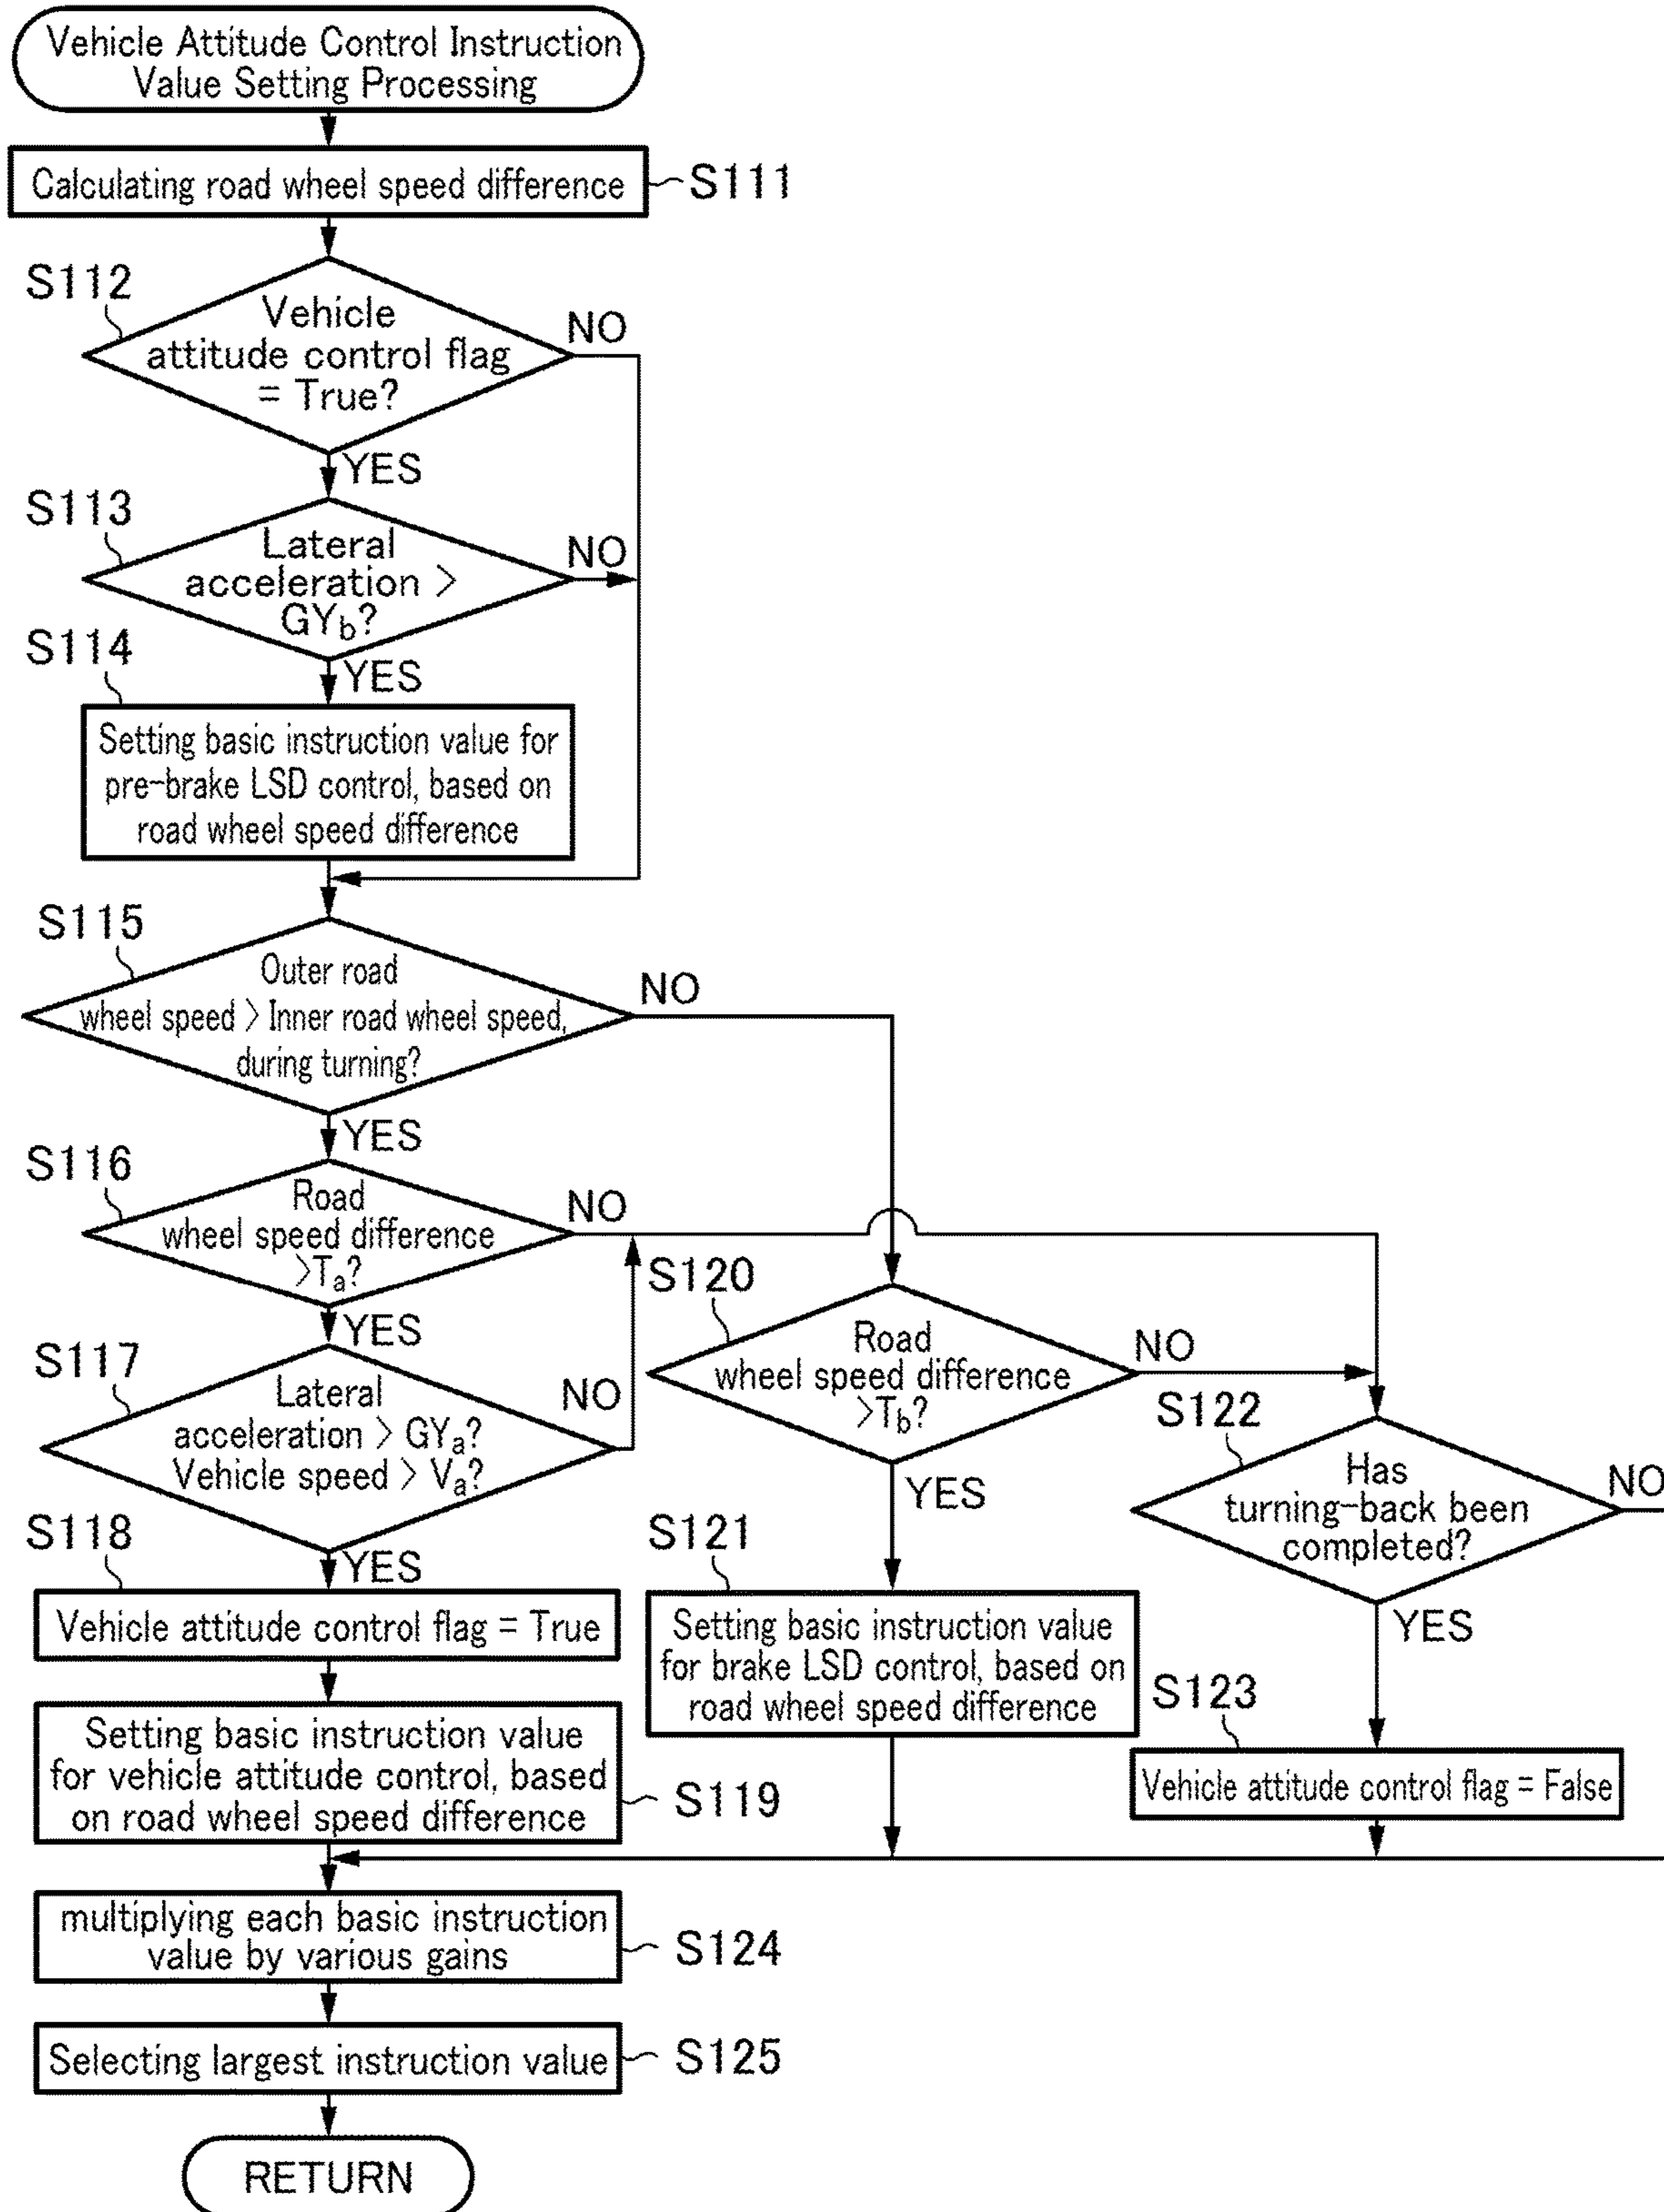 Vehicle Attitude Control Instruction
Value Setting Processing
Calculating road wheel speed difference
S111
S112
Vehicle
attitude control flag
= True?
NO
YES
S113
Lateral
acceleration >
GYb?
NO
YES
S114
Setting basic instruction value for
pre-brake LSD control, based on
road wheel speed difference
S115
Outer road
wheel speed > Inner road wheel speed,
during turning?
NO
YES
S116
Road
wheel speed difference
>Ta?
NO
YES
S117
Lateral
acceleration > GYa?
Vehicle speed > Va?
NO
YES
S118
Vehicle attitude control flag = True
Setting basic instruction value
for vehicle attitude control, based
on road wheel speed difference
S119
S120
Road
wheel speed difference
>Tb?
NO
YES
S121
Setting basic instruction value
for brake LSD control, based on
road wheel speed difference
S122
Has
turning-back been
completed?
NO
YES
S123
Vehicle attitude control flag = False
multiplying each basic instruction
value by various gains
S124
Selecting largest instruction value
S125
RETURN